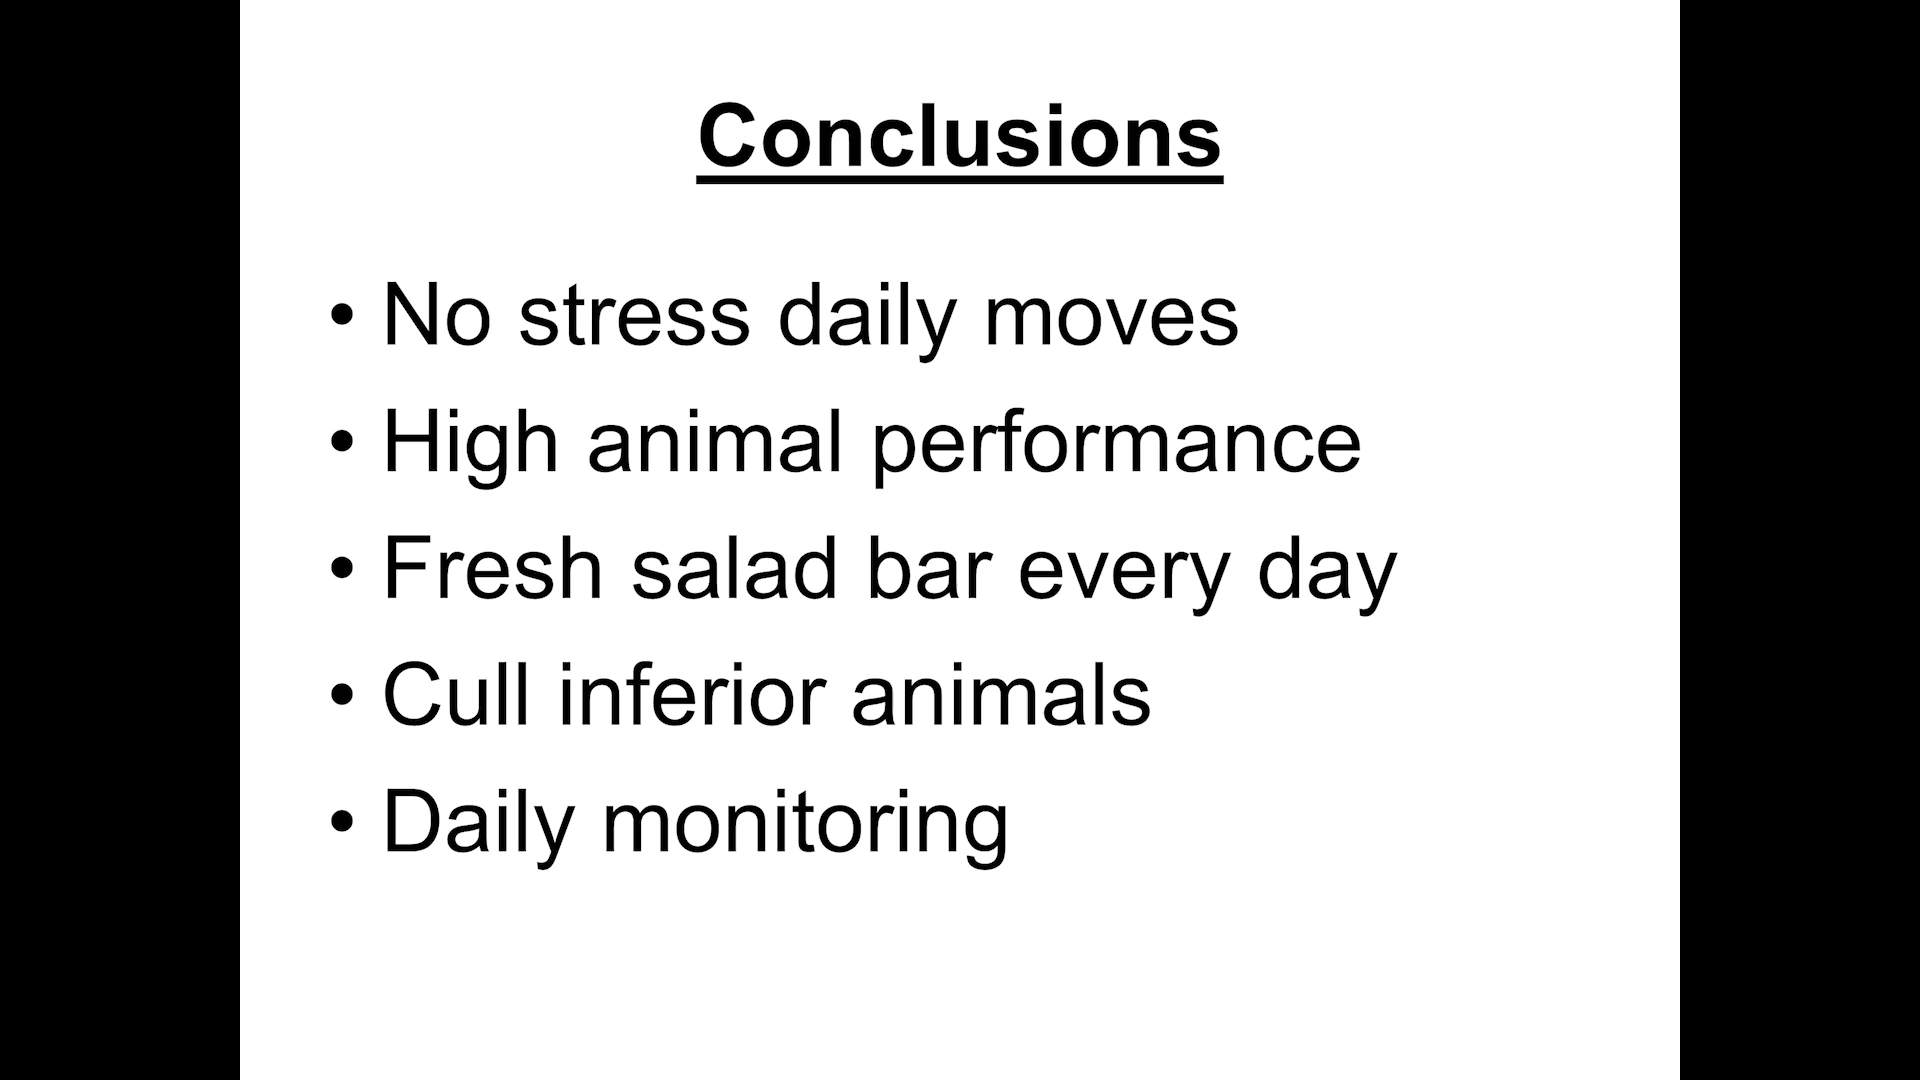 Conclusions
• No stress daily moves
• High animal performance
• Fresh salad bar every day
• Cull inferior animals
• Daily monitoring